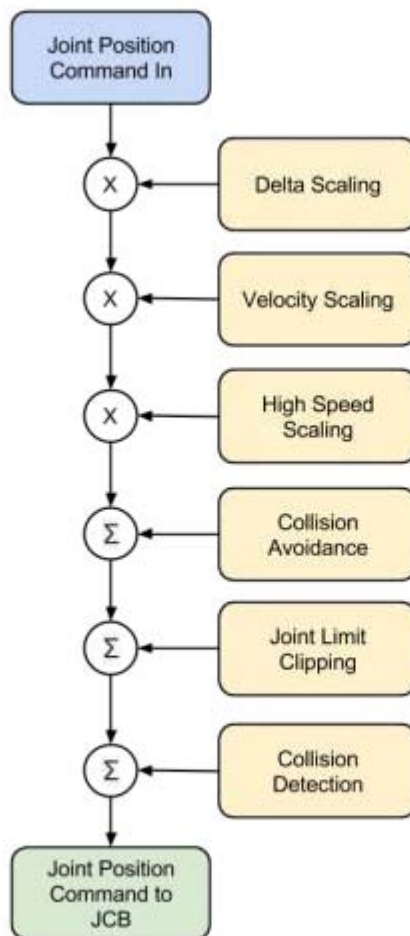 Joint Position
Command In
X
Delta Scaling
X
Velocity Scaling
X
High Speed
Scaling
Σ
Collision
Avoidance
Σ
Joint Limit
Clipping
Σ
Collision
Detection
Joint Position
Command to
JCB